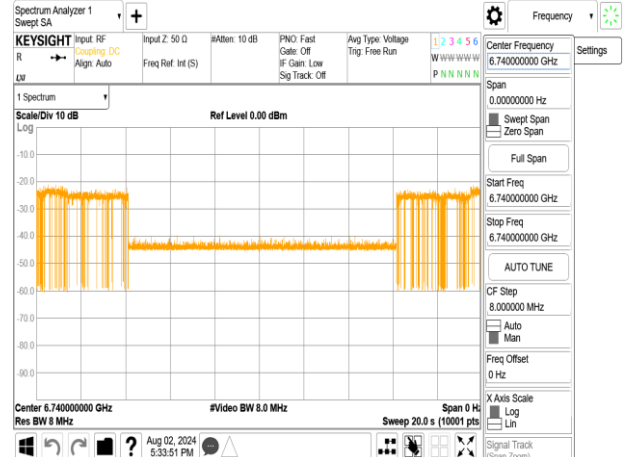 Spectrum Analyzer 1
Swept SA
Frequency
KEYSIGHT
R
Input: RF
Coupling: DC
Align: Auto
Input Z: 50 Ω
Freq Ref: Int (S)
#Atten: 10 dB
PNO: Fast
Gate: Off
IF Gain: Low
Sig Track: Off
Avg Type: Voltage
Trig: Free Run
1 2 3 4 5 6
W W W W W W
P N N N N N
Center Frequency
6.740000000 GHz
Settings
Span
0.00000000 Hz
Swept Span
Zero Span
Full Span
Start Freq
6.740000000 GHz
Stop Freq
6.740000000 GHz
AUTO TUNE
CF Step
8.000000 MHz
Auto
Man
Freq Offset
0 Hz
X Axis Scale
Log
Lin
Signal Track
(Span Zoom)
1 Spectrum
Scale/Div 10 dB
Ref Level 0.00 dBm
Log
-10.0
-20.0
-30.0
-40.0
-50.0
-60.0
-70.0
-80.0
-90.0
Center 6.740000000 GHz
#Video BW 8.0 MHz
Span 0 Hz
Res BW 8 MHz
Sweep 20.0 s (10001 pts
Aug 02, 2024
5:33:51 PM